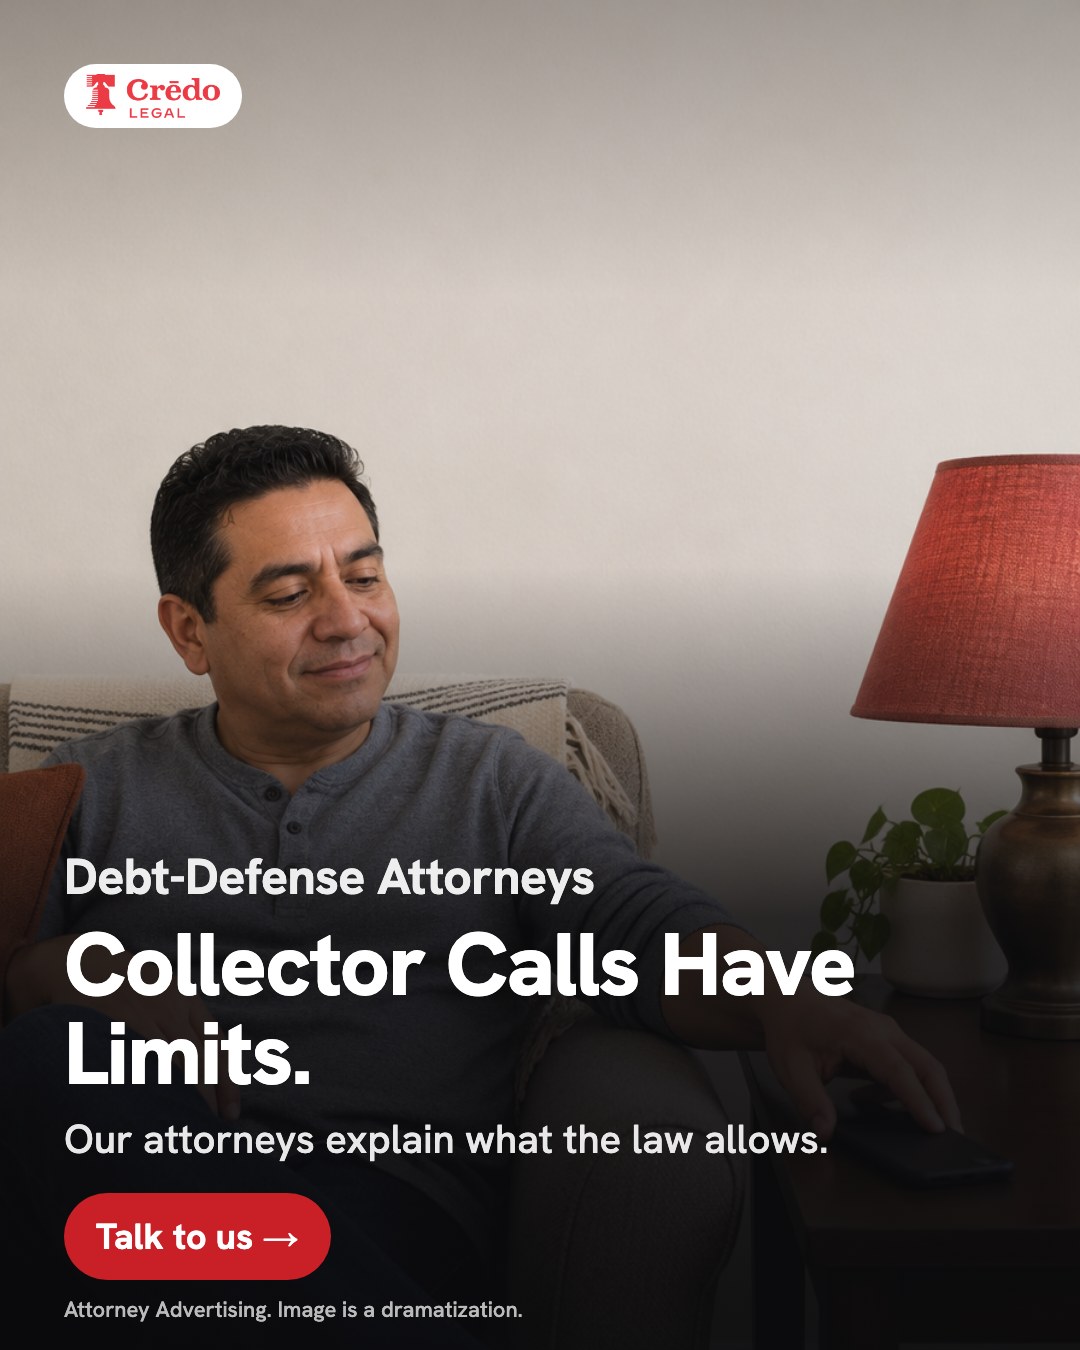 Crēdo
LEGAL
Debt-Defense Attorneys
Collector Calls Have
Limits.
Our attorneys explain what the law allows.
Talk to us →
Attorney Advertising. Image is a dramatization.